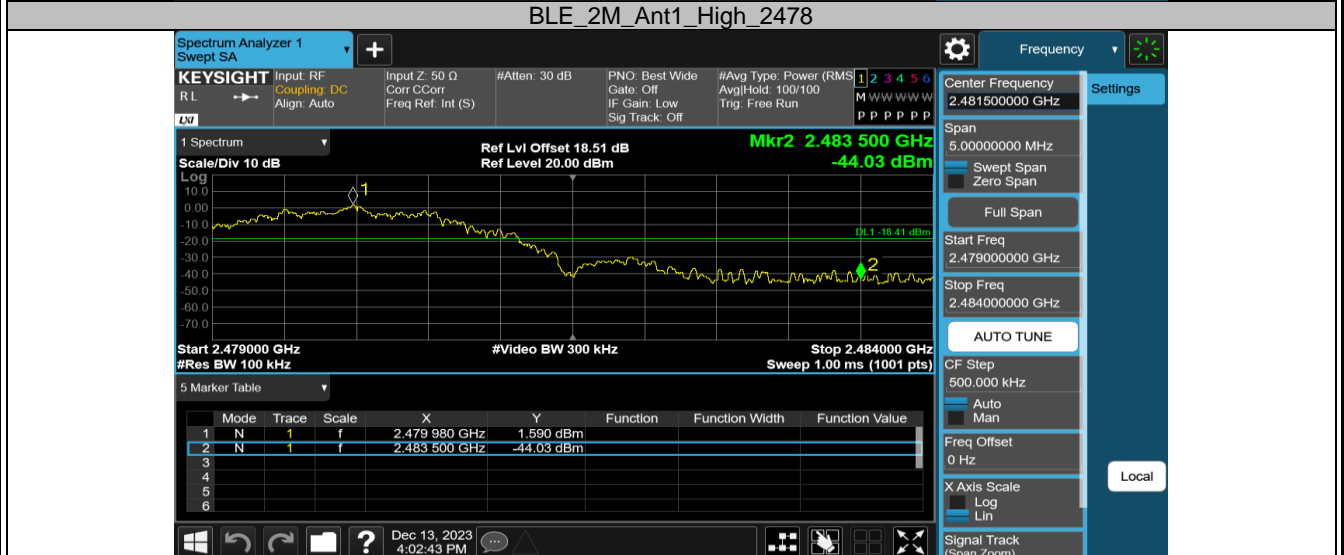 BLE_2M_Ant1_High_2478
Spectrum Analyzer 1
Swept SA
+
Frequency
KEYSIGHT
R L
LXI
Input: RF
Coupling: DC
Align: Auto
Input Z: 50 Ω
Corr CCorr
Freq Ref: Int (S)
#Atten: 30 dB
PNO: Best Wide
Gate: Off
IF Gain: Low
Sig Track: Off
#Avg Type: Power (RMS
Avg|Hold: 100/100
Trig: Free Run
1 2 3 4 5 6
M W W W W W
P P P P P P
1 Spectrum
Scale/Div 10 dB
Ref Lvl Offset 18.51 dB
Ref Level 20.00 dBm
Mkr2 2.483 500 GHz
-44.03 dBm
Log
10.0
0.00
-10.0
-20.0
-30.0
-40.0
-50.0
-60.0
-70.0
1
DL1 -18.41 dBm
2
Start 2.479000 GHz
#Res BW 100 kHz
#Video BW 300 kHz
Stop 2.484000 GHz
Sweep 1.00 ms (1001 pts)
5 Marker Table
Mode Trace Scale X Y Function Function Width Function Value
1 N 1 f 2.479 980 GHz 1.590 dBm
2 N 1 f 2.483 500 GHz -44.03 dBm
3
4
5
6
?
Dec 13, 2023
4:02:43 PM
Center Frequency
2.481500000 GHz
Settings
Span
5.00000000 MHz
Swept Span
Zero Span
Full Span
Start Freq
2.479000000 GHz
Stop Freq
2.484000000 GHz
AUTO TUNE
CF Step
500.000 kHz
Auto
Man
Freq Offset
0 Hz
X Axis Scale
Log
Lin
Local
Signal Track
(Span Zoom)